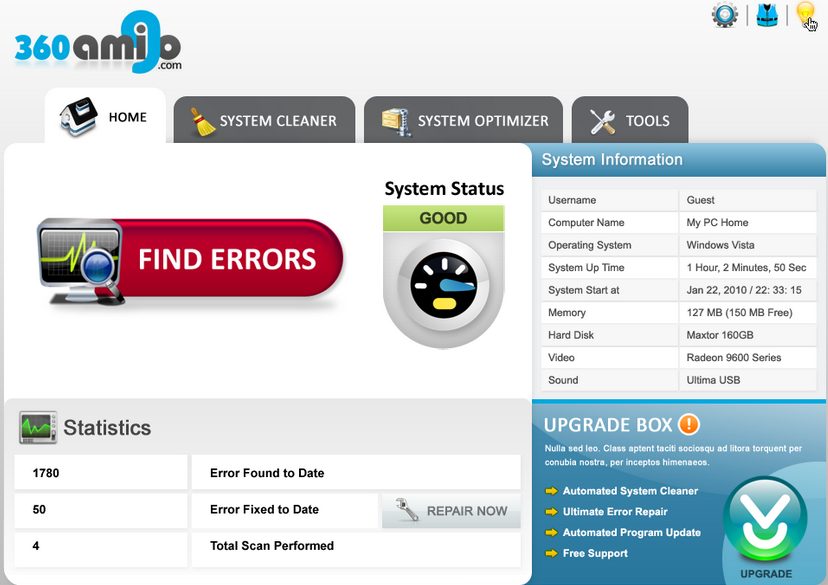 360amigo
.com
HOME
SYSTEM CLEANER
SYSTEM OPTIMIZER
TOOLS
FIND ERRORS
System Status
GOOD
System Information
Username Guest
Computer Name My PC Home
Operating System Windows Vista
System Up Time 1 Hour, 2 Minutes, 50 Sec
System Start at Jan 22, 2010 / 22: 33: 15
Memory 127 MB (150 MB Free)
Hard Disk Maxtor 160GB
Video Radeon 9600 Series
Sound Ultima USB
Statistics
1780 Error Found to Date
50 Error Fixed to Date REPAIR NOW
4 Total Scan Performed
UPGRADE BOX !
Nulla sed leo. Class aptent taciti sociosqu ad litora torquent per
conubia nostra, per inceptos himenaeos.
Automated System Cleaner
Ultimate Error Repair
Automated Program Update
Free Support
UPGRADE